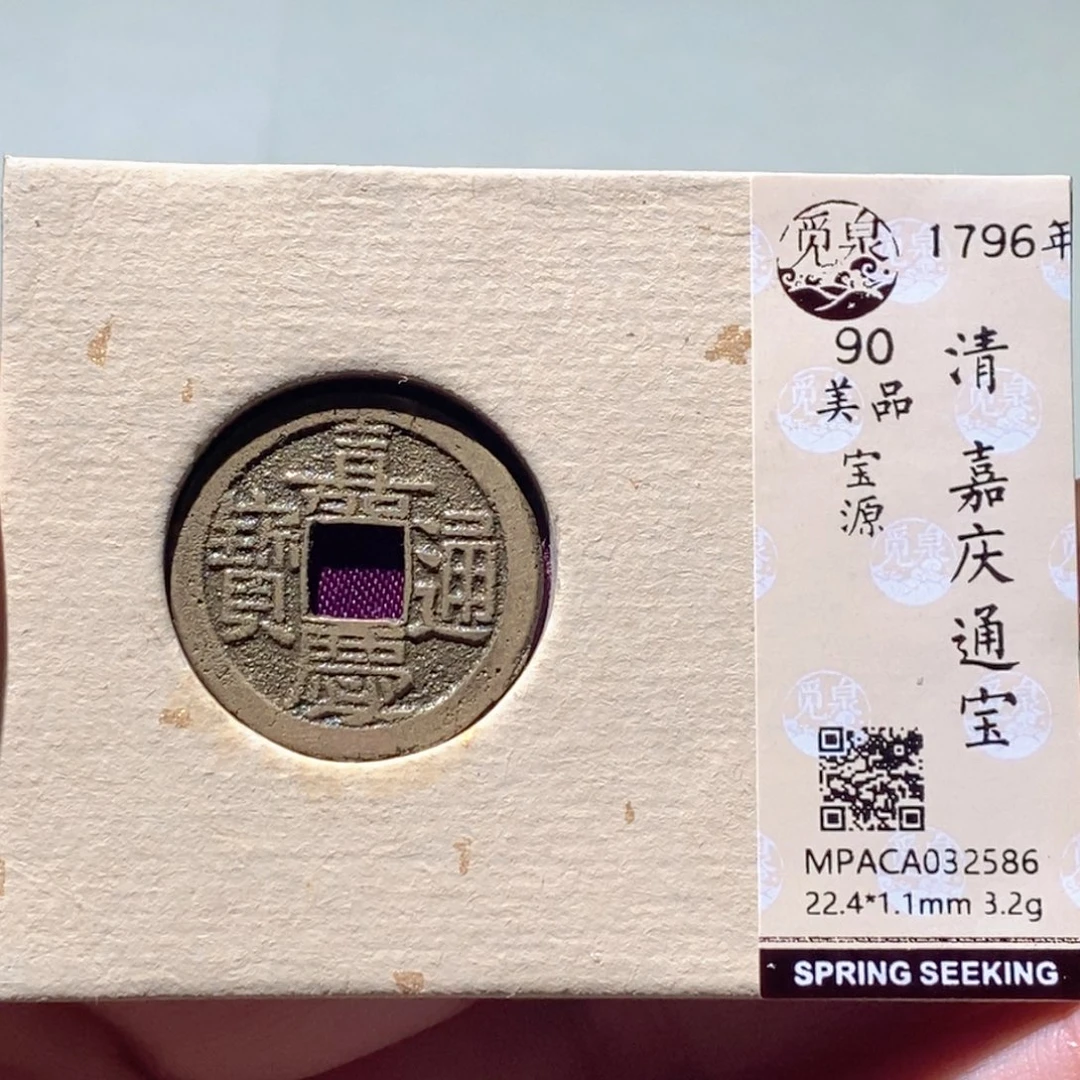 嘉慶通寶
觅泉
1796年
90
美品
宝源
清 嘉庆通宝
MPACA032586
22.4*1.1mm 3.2g
SPRING SEEKING